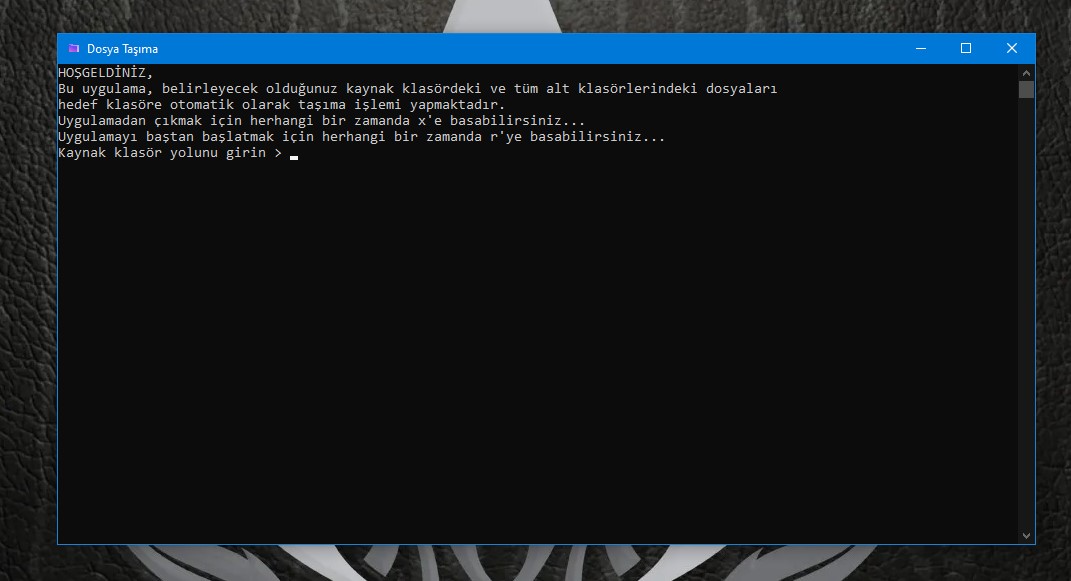 Dosya Taşıma
HOŞGELDİNİZ,
Bu uygulama, belirleyecek olduğunuz kaynak klasördeki ve tüm alt klasörlerindeki dosyaları
hedef klasöre otomatik olarak taşıma işlemi yapmaktadır.
Uygulamadan çıkmak için herhangi bir zamanda x'e basabilirsiniz...
Uygulamayı baştan başlatmak için herhangi bir zamanda r'ye basabilirsiniz...
Kaynak klasör yolunu girin >